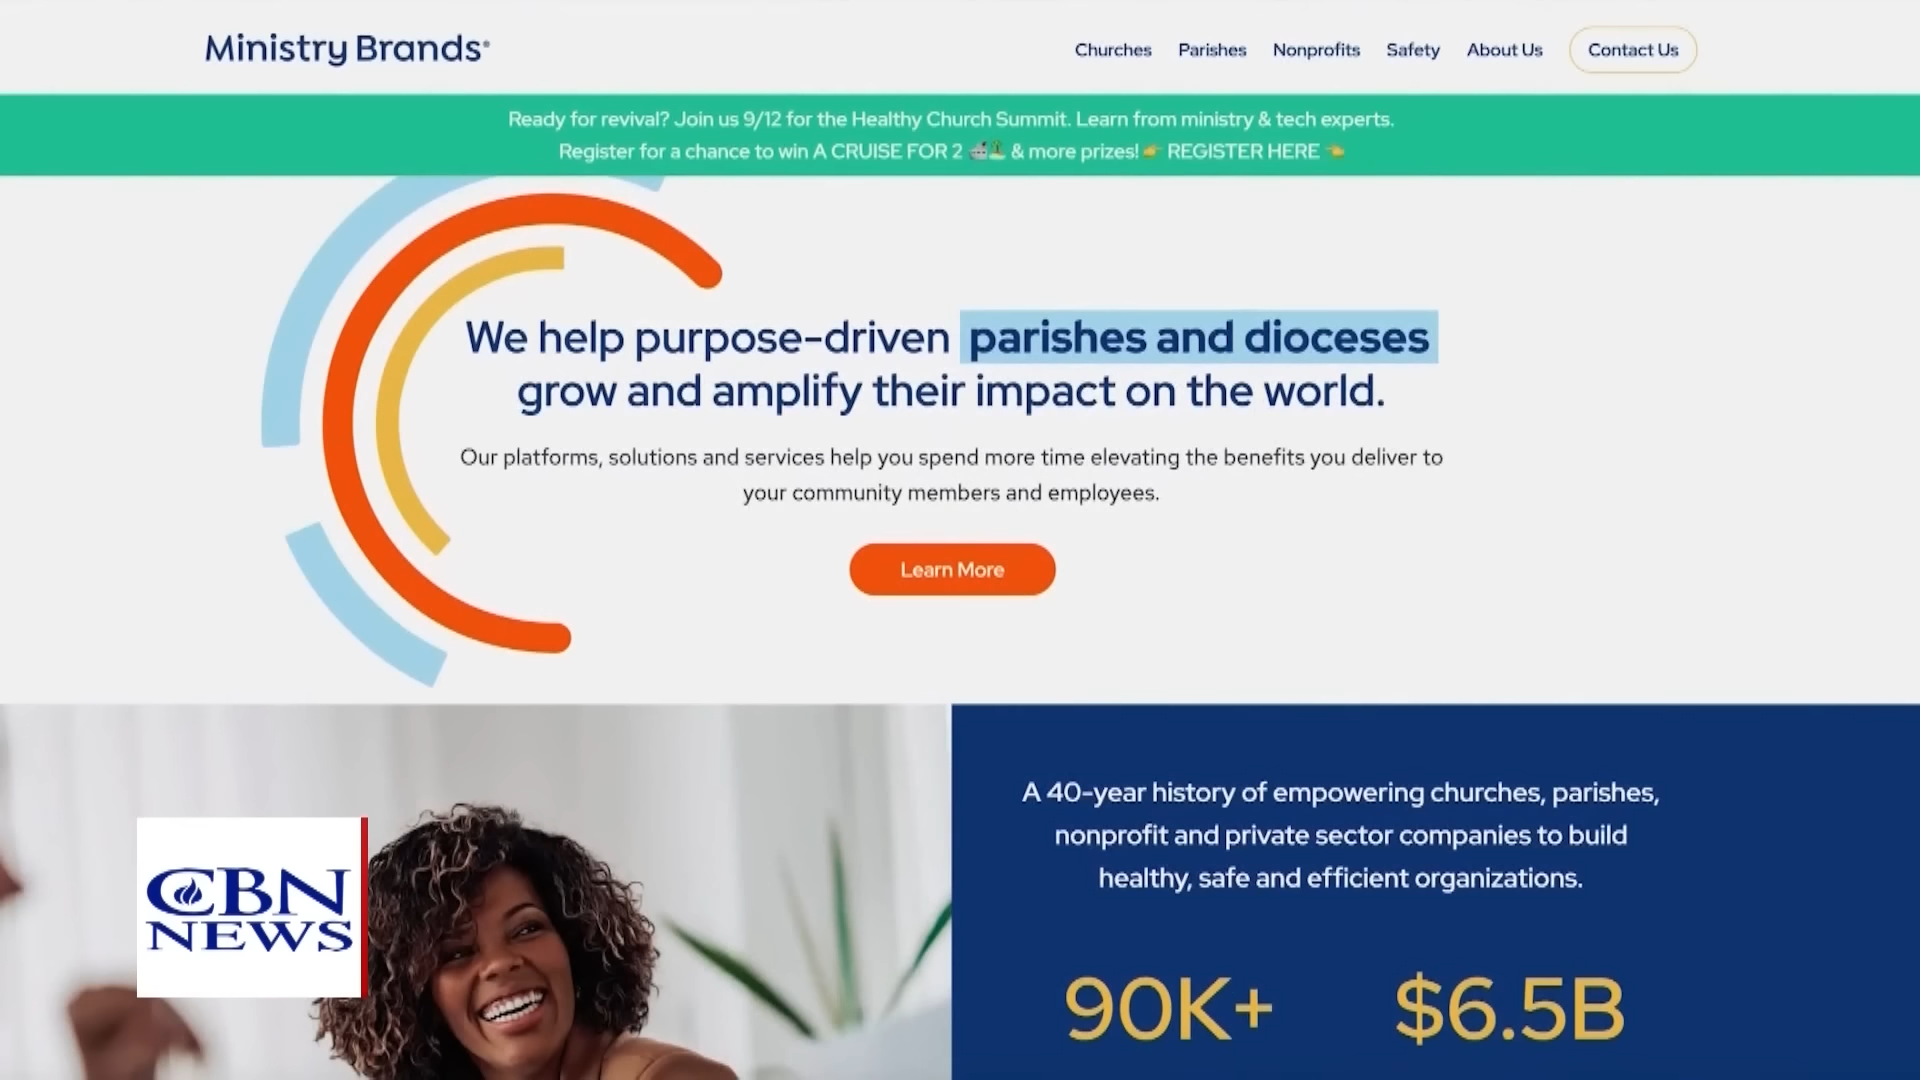 Ministry Brands®
Churches Parishes Nonprofits Safety About Us Contact Us
Ready for revival? Join us 9/12 for the Healthy Church Summit. Learn from ministry & tech experts.
Register for a chance to win A CRUISE FOR 2 🚢🏝️ & more prizes! 👉 REGISTER HERE 👈
We help purpose-driven parishes and dioceses
grow and amplify their impact on the world.
Our platforms, solutions and services help you spend more time elevating the benefits you deliver to
your community members and employees.
Learn More
A 40-year history of empowering churches, parishes,
nonprofit and private sector companies to build
healthy, safe and efficient organizations.
90K+ $6.5B
CBN
NEWS